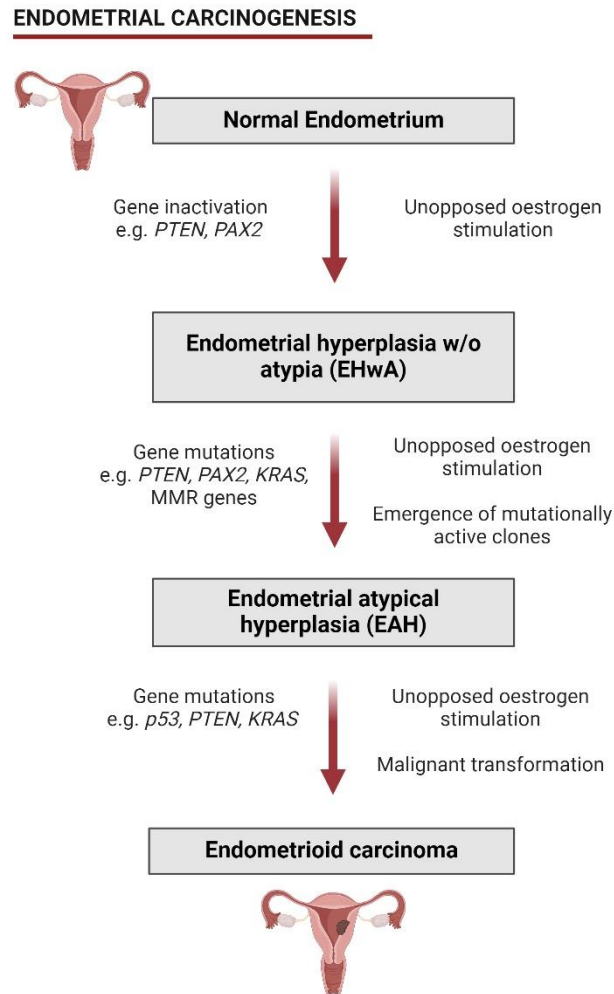 ENDOMETRIAL CARCINOGENESIS
Normal Endometrium
Gene inactivation
e.g. PTEN, PAX2
Unopposed oestrogen
stimulation
Endometrial hyperplasia w/o
atypia (EHwA)
Gene mutations
e.g. PTEN, PAX2, KRAS,
MMR genes
Unopposed oestrogen
stimulation
Emergence of mutationally
active clones
Endometrial atypical
hyperplasia (EAH)
Gene mutations
e.g. p53, PTEN, KRAS
Unopposed oestrogen
stimulation
Malignant transformation
Endometrioid carcinoma